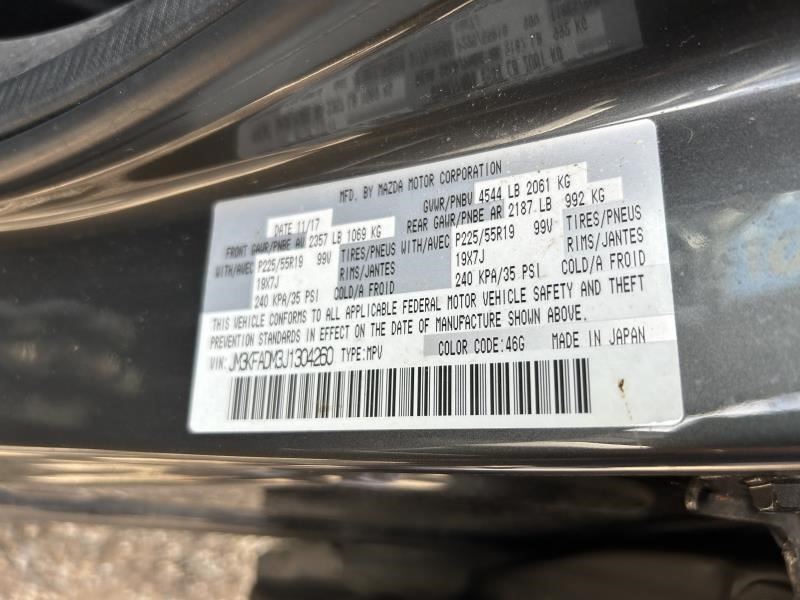 MFD. BY MAZDA MOTOR CORPORATION
DATE 11/17
GVWR/PNBV 4544 LB 2061 KG
FRONT GAWR/PNBE AV 2357 LB 1069 KG
REAR GAWR/PNBE AR 2187 LB 992 KG
WITH/AVEC P225/55R19 99V TIRES/PNEUS
19X7J RIMS/JANTES
240 KPA/35 PSI COLD/A FROID
WITH/AVEC P225/55R19 99V TIRES/PNEUS
19X7J RIMS/JANTES
240 KPA/35 PSI COLD/A FROID
THIS VEHICLE CONFORMS TO ALL APPLICABLE FEDERAL MOTOR VEHICLE SAFETY AND THEFT
PREVENTION STANDARDS IN EFFECT ON THE DATE OF MANUFACTURE SHOWN ABOVE.
VIN: JM3KFADM3J1304260 TYPE:MPV COLOR CODE:46G MADE IN JAPAN